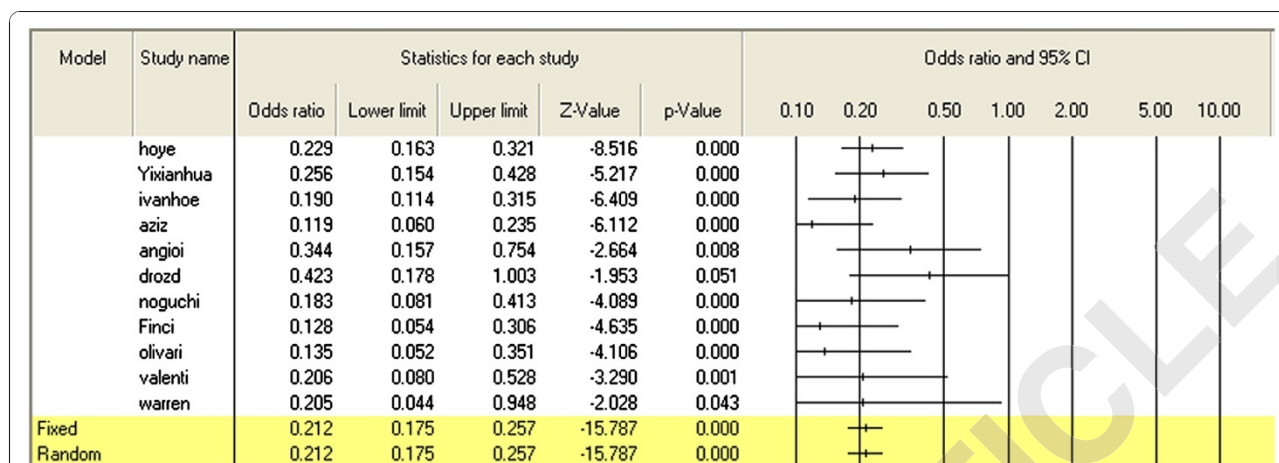 Model Study name Statistics for each study Odds ratio and 95% CI
Odds ratio Lower limit Upper limit Z-Value p-Value 0.10 0.20 0.50 1.00 2.00 5.00 10.00
hoye 0.229 0.163 0.321 -8.516 0.000
Yixianhua 0.256 0.154 0.428 -5.217 0.000
ivanhoe 0.190 0.114 0.315 -6.409 0.000
aziz 0.119 0.060 0.235 -6.112 0.000
angioi 0.344 0.157 0.754 -2.664 0.008
drozd 0.423 0.178 1.003 -1.953 0.051
noguchi 0.183 0.081 0.413 -4.089 0.000
Finci 0.128 0.054 0.306 -4.635 0.000
olivari 0.135 0.052 0.351 -4.106 0.000
valenti 0.206 0.080 0.528 -3.290 0.001
warren 0.205 0.044 0.948 -2.028 0.043
Fixed 0.212 0.175 0.257 -15.787 0.000
Random 0.212 0.175 0.257 -15.787 0.000
TICLE